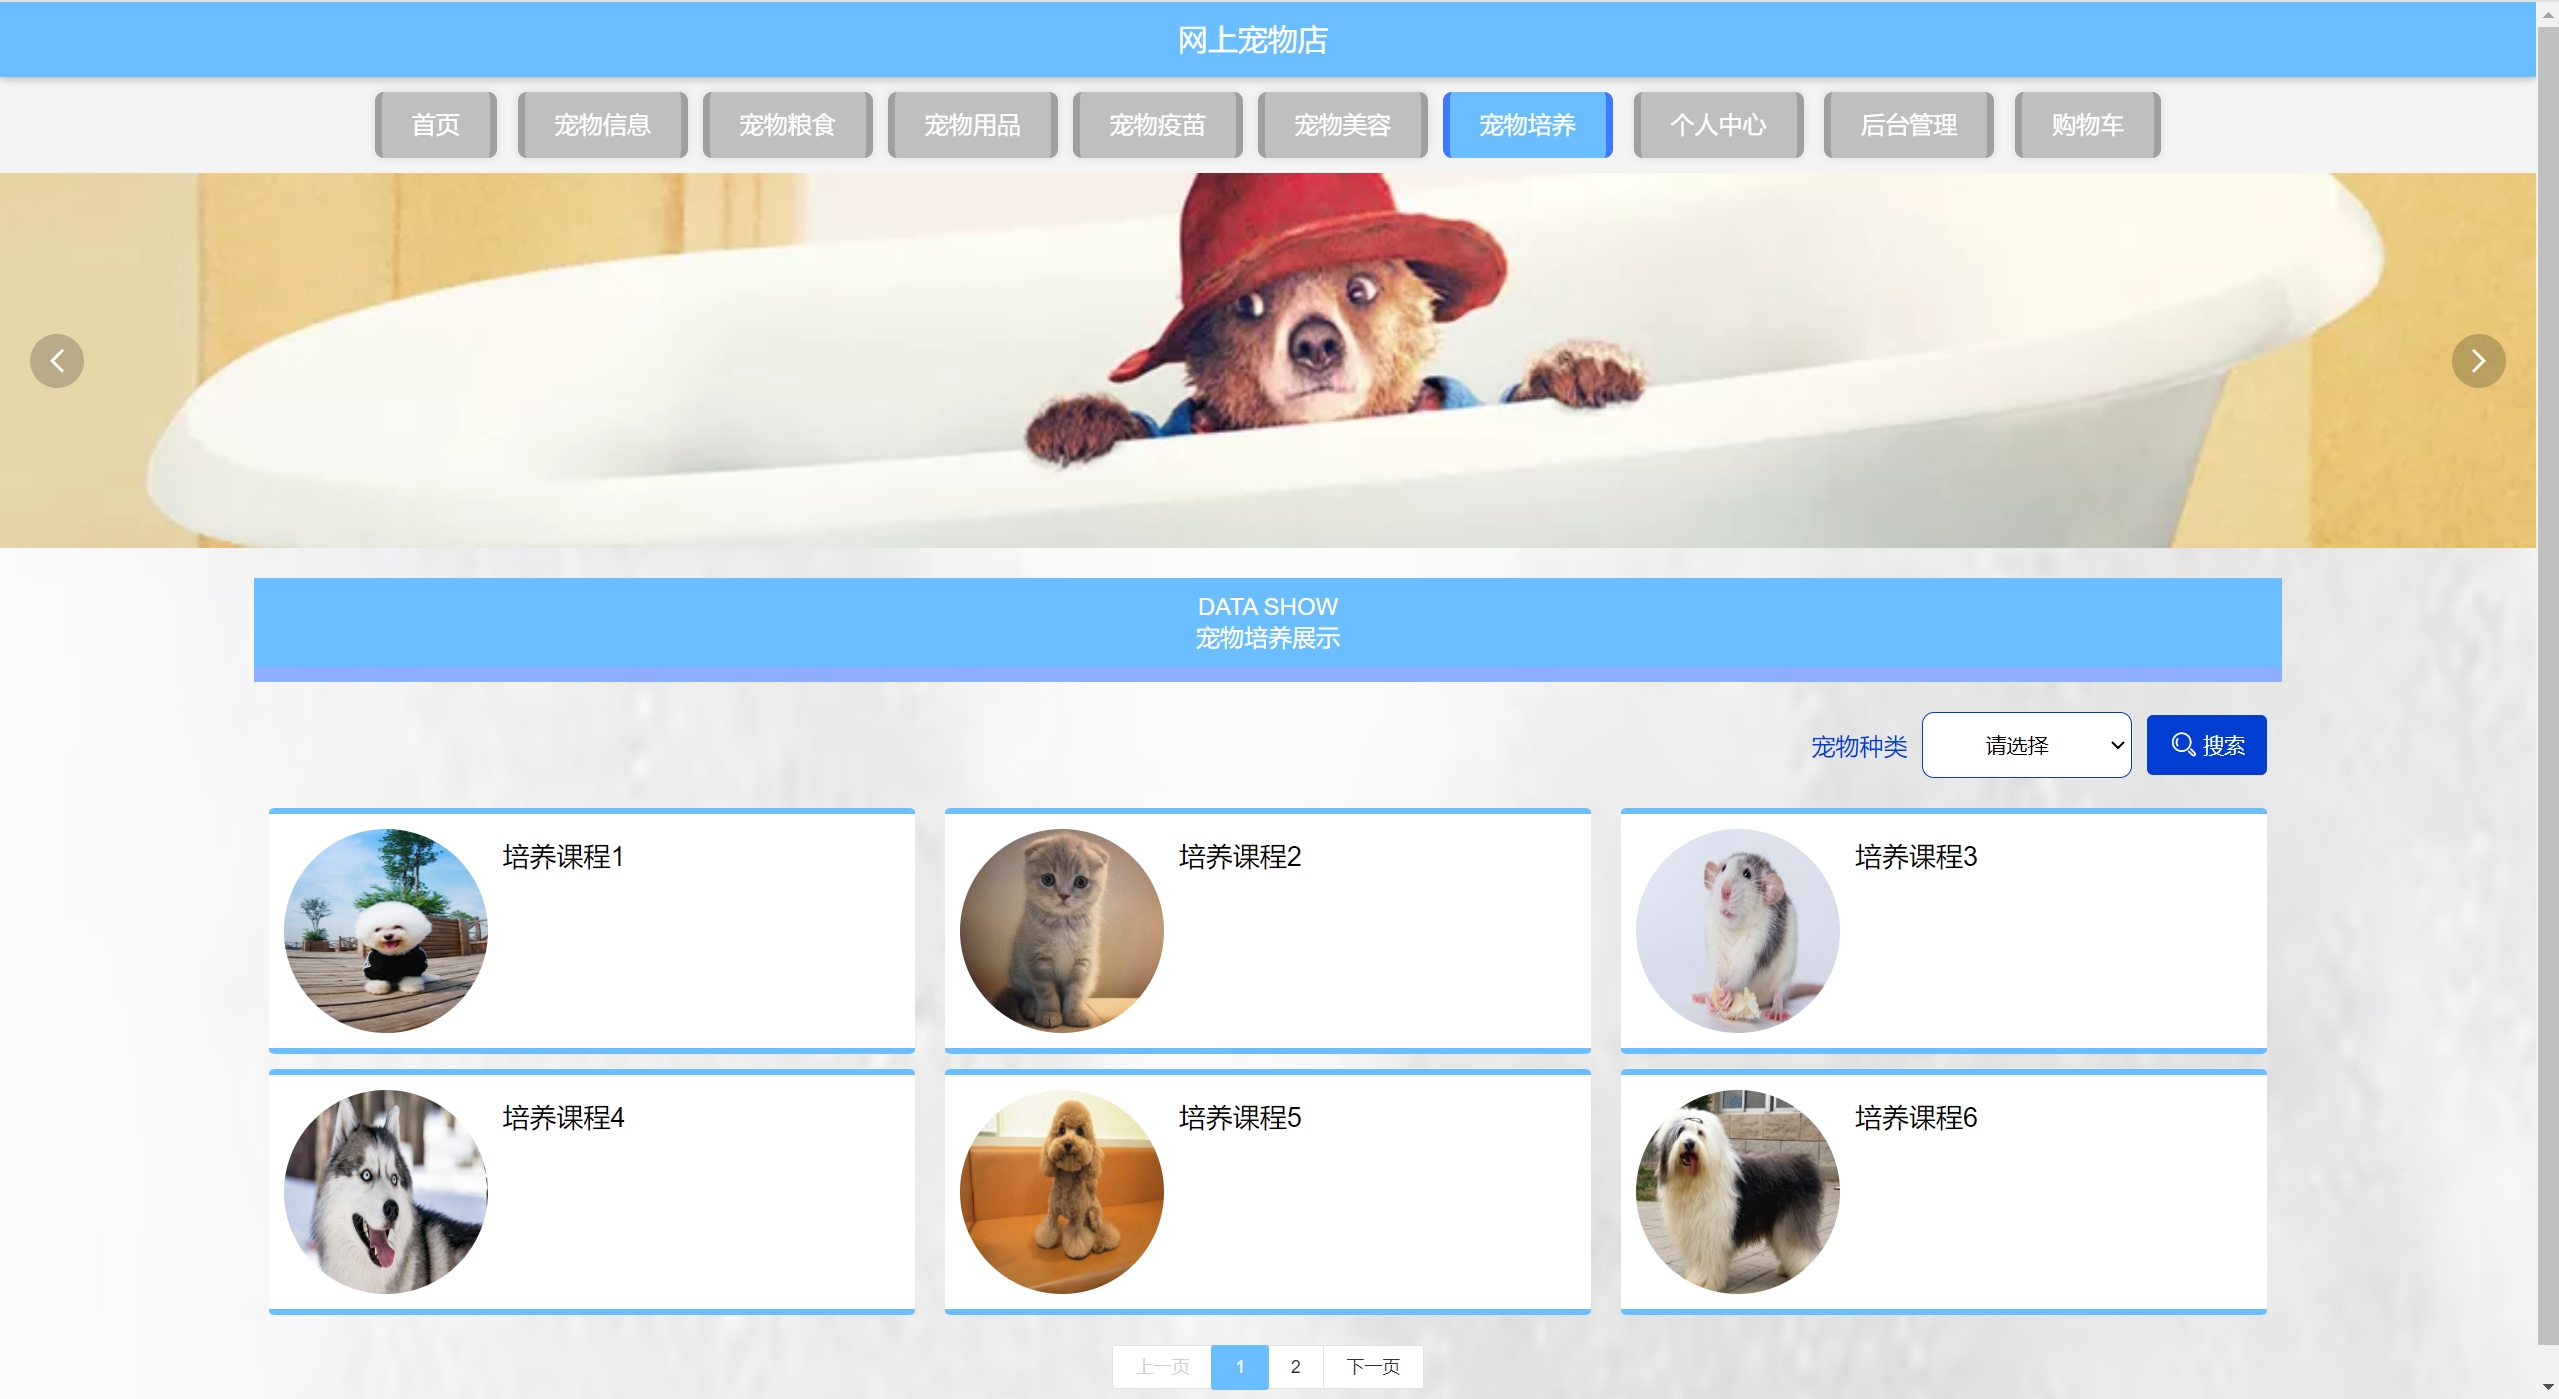 网上宠物店
首页 宠物信息 宠物粮食 宠物用品 宠物疫苗 宠物美容 宠物培养 个人中心 后台管理 购物车
DATA SHOW
宠物培养展示
宠物种类 请选择 搜索
培养课程1 培养课程2 培养课程3
培养课程4 培养课程5 培养课程6
上一页 1 2 下一页